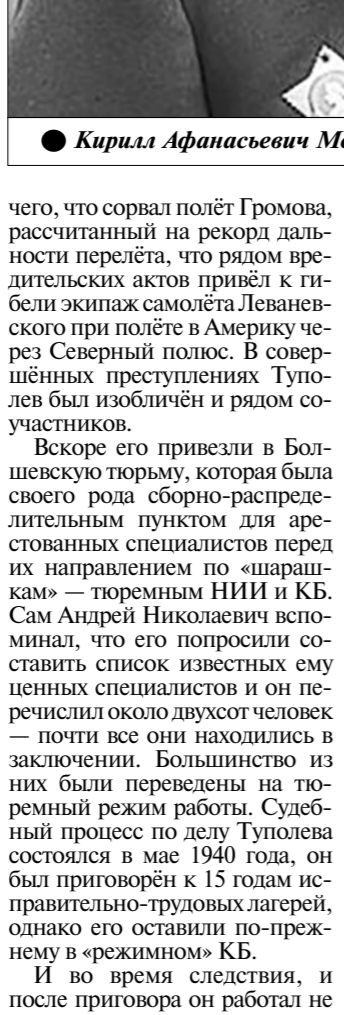 ● Кирилл Афанасьевич
чего, что сорвал полёт Громова,
рассчитанный на рекорд даль-
ности перелёта, что рядом вре-
дительских актов привёл к ги-
бели экипаж самолёта Леванев-
ского при полёте в Америку че-
рез Северный полюс. В совер-
шённых преступлениях Тупо-
лев был изобличён и рядом со-
участников.
Вскоре его привезли в Бол-
шевскую тюрьму, которая была
своего рода сборно-распреде-
лительным пунктом для аре-
стованных специалистов перед
их направлением по «шараш-
кам» — тюремным НИИ и КБ.
Сам Андрей Николаевич вспо-
минал, что его попросили со-
ставить список известных ему
ценных специалистов и он пе-
речислил около двухсот человек
— почти все они находились в
заключении. Большинство из
них были переведены на тю-
ремный режим работы. Судеб-
ный процесс по делу Туполева
состоялся в мае 1940 года, он
был приговорён к 15 годам ис-
правительно-трудовых лагерей,
однако его оставили по-преж-
нему в «режимном» КБ.
И во время следствия, и
после приговора он работал не